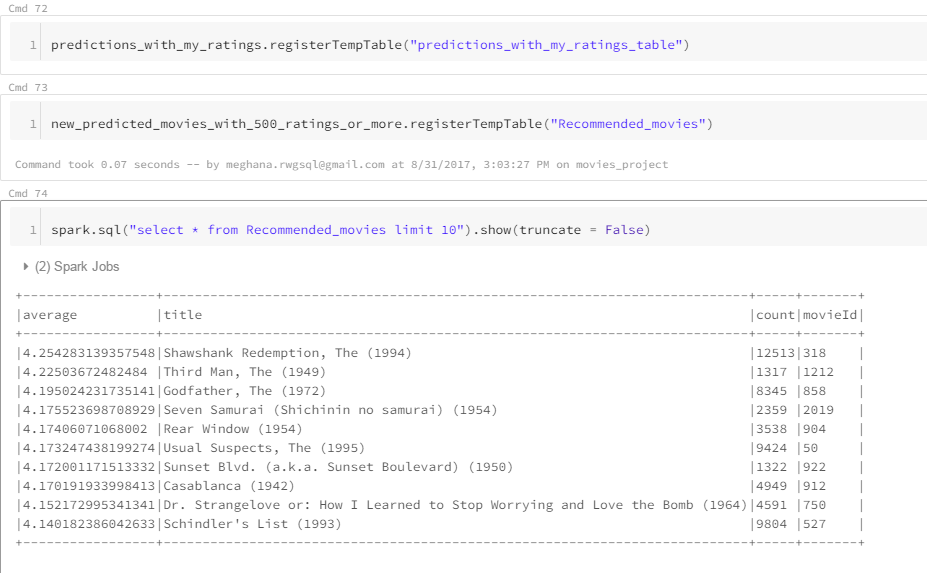 Cmd 72
1 predictions_with_my_ratings.registerTempTable("predictions_with_my_ratings_table")
Cmd 73
1 new_predicted_movies_with_500_ratings_or_more.registerTempTable("Recommended_movies")
Command took 0.07 seconds -- by meghana.rwgsql@gmail.com at 8/31/2017, 3:03:27 PM on movies_project
Cmd 74
1 spark.sql("select * from Recommended_movies limit 10").show(truncate = False)
(2) Spark Jobs
+----------------+-----------------------------------------------------------------------------+-----+-------+
|average         |title                                                                        |count|movieId|
+----------------+-----------------------------------------------------------------------------+-----+-------+
|4.254283139357548|Shawshank Redemption, The (1994)                                             |12513|318    |
|4.22503672482484 |Third Man, The (1949)                                                        |1317 |1212   |
|4.195024231735141|Godfather, The (1972)                                                        |8345 |858    |
|4.175523698708929|Seven Samurai (Shichinin no samurai) (1954)                                  |2359 |2019   |
|4.17406071068002 |Rear Window (1954)                                                           |3538 |904    |
|4.173247438199274|Usual Suspects, The (1995)                                                   |9424 |50     |
|4.172001171513332|Sunset Blvd. (a.k.a. Sunset Boulevard) (1950)                                |1322 |922    |
|4.170191933998413|Casablanca (1942)                                                            |4949 |912    |
|4.152172995341341|Dr. Strangelove or: How I Learned to Stop Worrying and Love the Bomb (1964)|4591 |750    |
|4.140182386042633|Schindler's List (1993)                                                      |9804 |527    |
+----------------+-----------------------------------------------------------------------------+-----+-------+